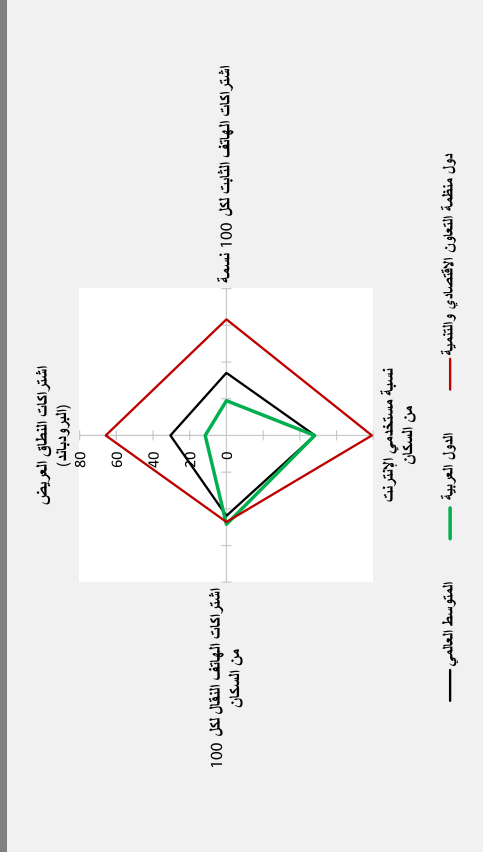 اشتراكات الهاتف الثابت لكل 100 نسمة
اشتراكات النطاق العريض
(البرودباند)
80
60
40
20
0
نسبة مستخدمي الإنترنت
من السكان
اشتراكات الهاتف النقال لكل 100
من السكان
دول منظمة التعاون الاقتصادي والتنمية
الدول العربية
المتوسط العالمي